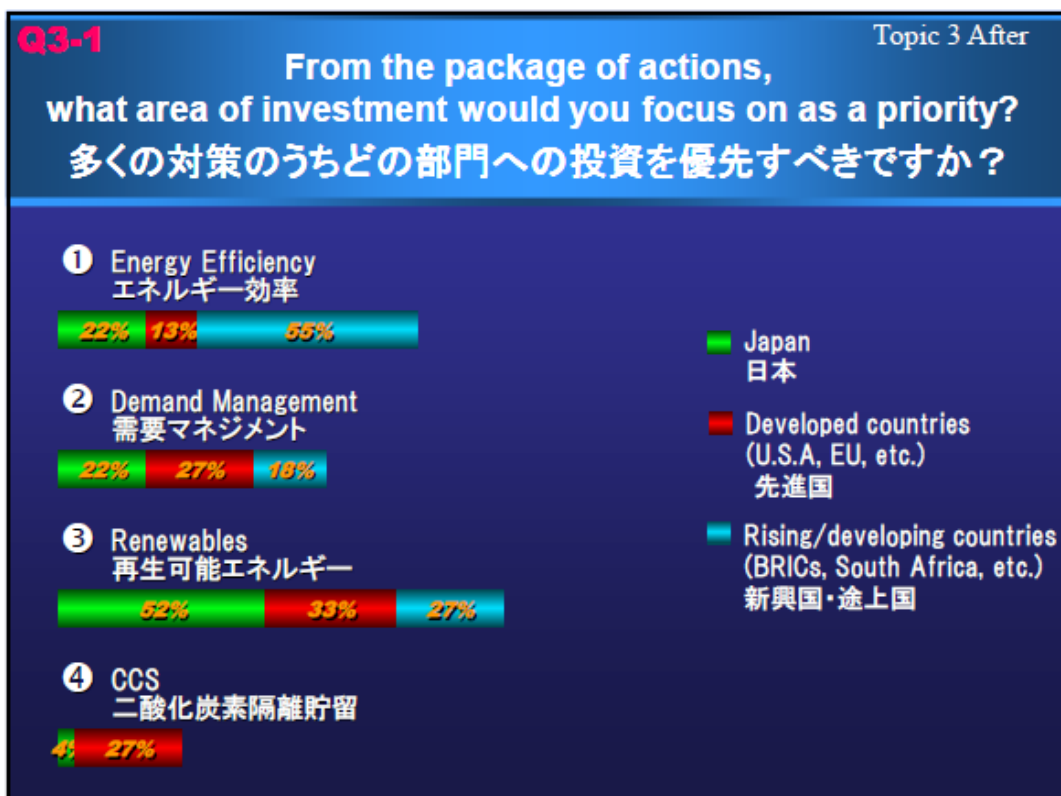 Q3-1
Topic 3 After
From the package of actions,
what area of investment would you focus on as a priority?
多くの対策のうちどの部門への投資を優先すべきですか？
❶ Energy Efficiency
エネルギー効率
22% 13% 55%
❷ Demand Management
需要マネジメント
22% 27% 18%
❸ Renewables
再生可能エネルギー
52% 33% 27%
❹ CCS
二酸化炭素隔離貯留
4% 27%
Japan
日本
Developed countries
(U.S.A, EU, etc.)
先進国
Rising/developing countries
(BRICs, South Africa, etc.)
新興国・途上国